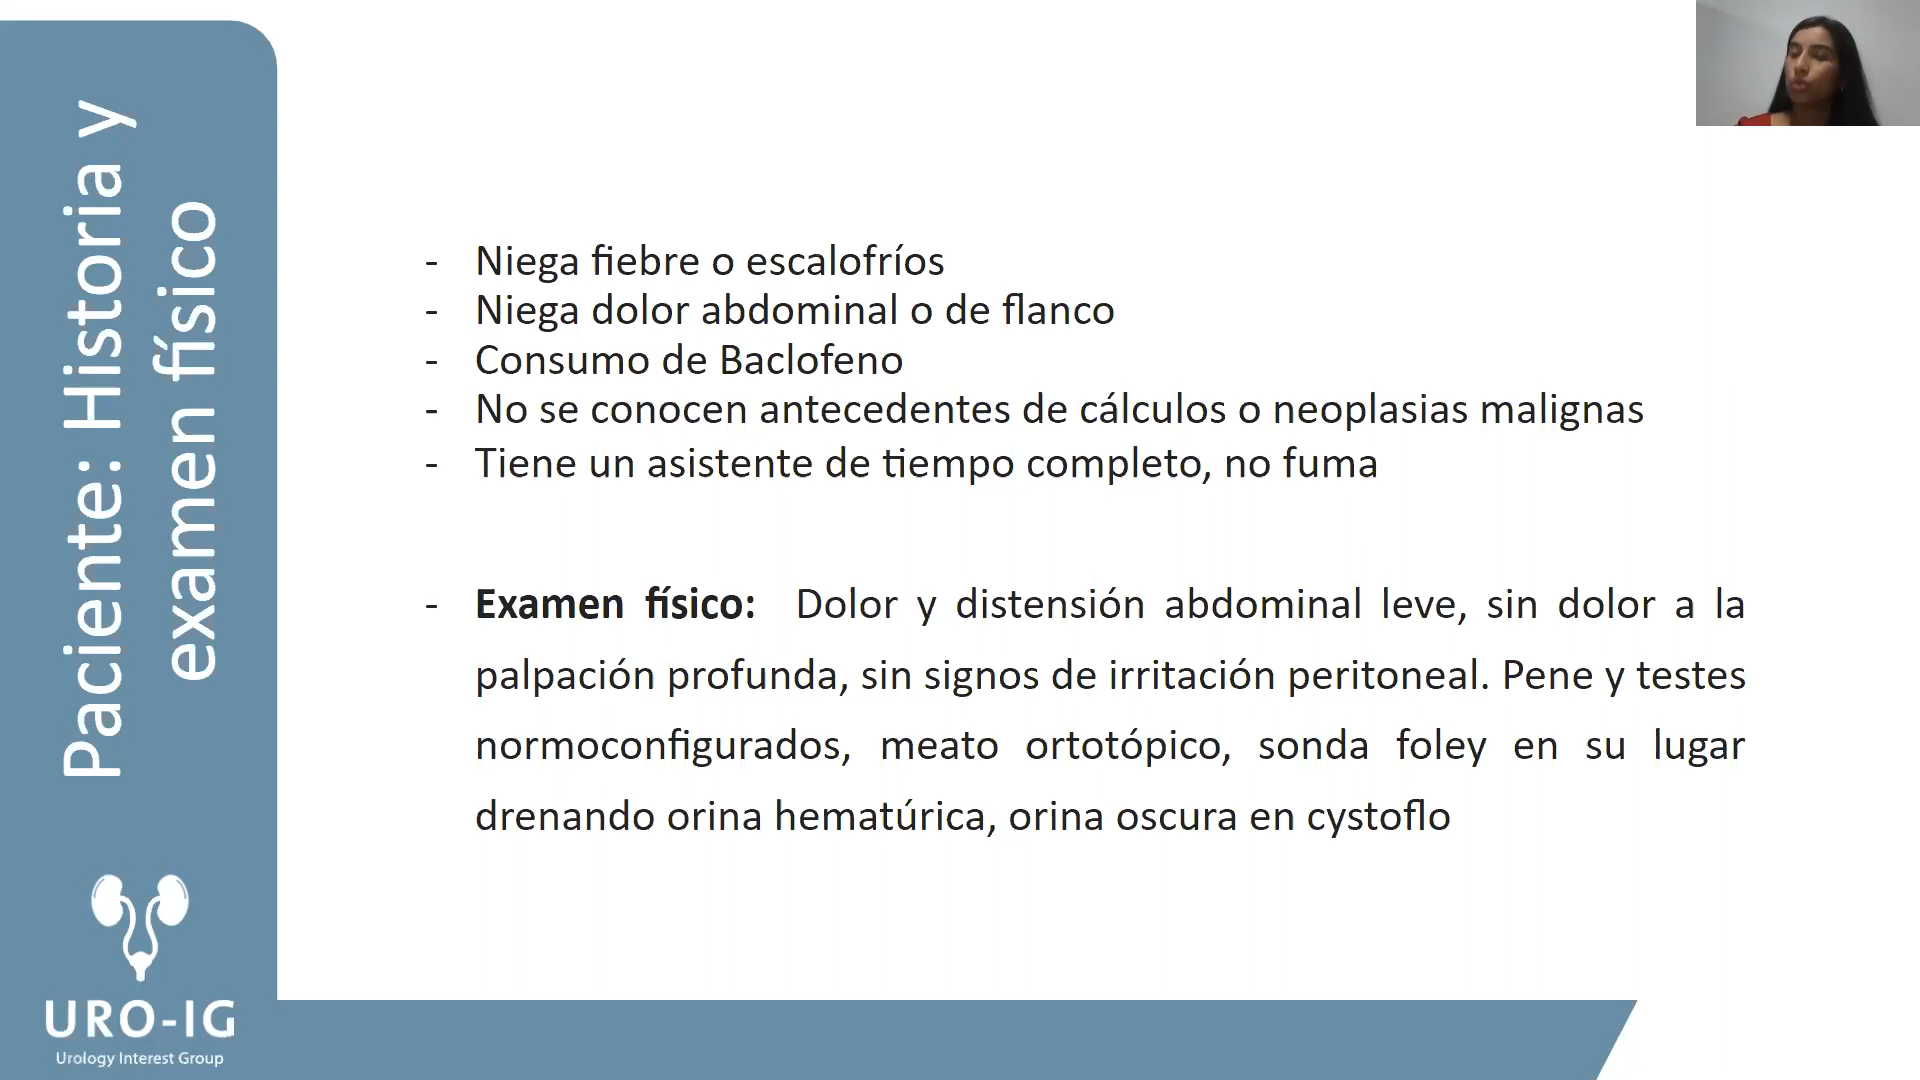 Paciente: Historia y
examen físico
- Niega fiebre o escalofríos
- Niega dolor abdominal o de flanco
- Consumo de Baclofeno
- No se conocen antecedentes de cálculos o neoplasias malignas
- Tiene un asistente de tiempo completo, no fuma
- Examen físico: Dolor y distensión abdominal leve, sin dolor a la
palpación profunda, sin signos de irritación peritoneal. Pene y testes
normoconfigurados, meato ortotópico, sonda foley en su lugar
drenando orina hematúrica, orina oscura en cystoflo
URO-IG
Urology Interest Group